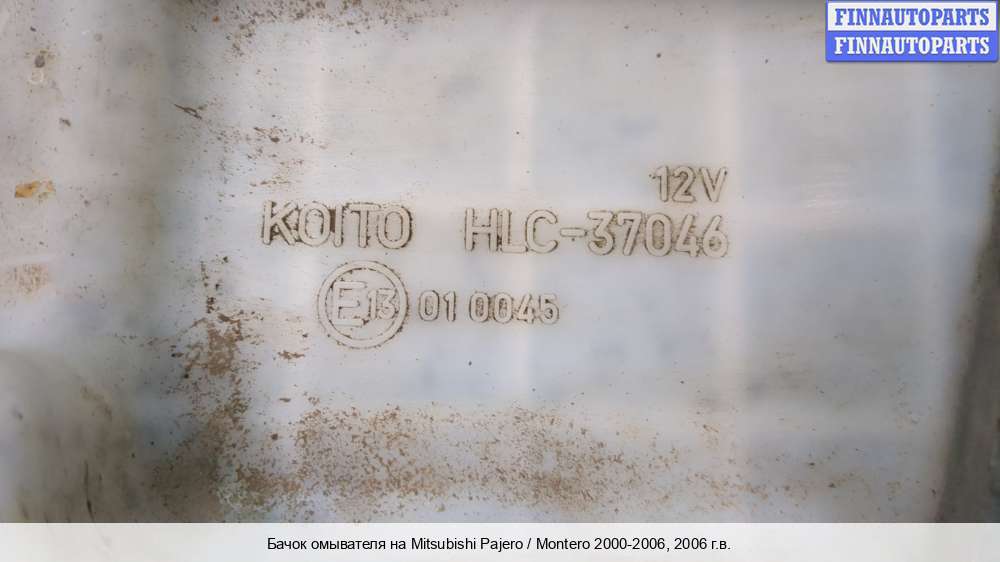 FINNAUTOPARTS
FINNAUTOPARTS
12V
KOITO HLC-37046
E13 01 0045
Бачок омывателя на Mitsubishi Pajero / Montero 2000-2006, 2006 г.в.